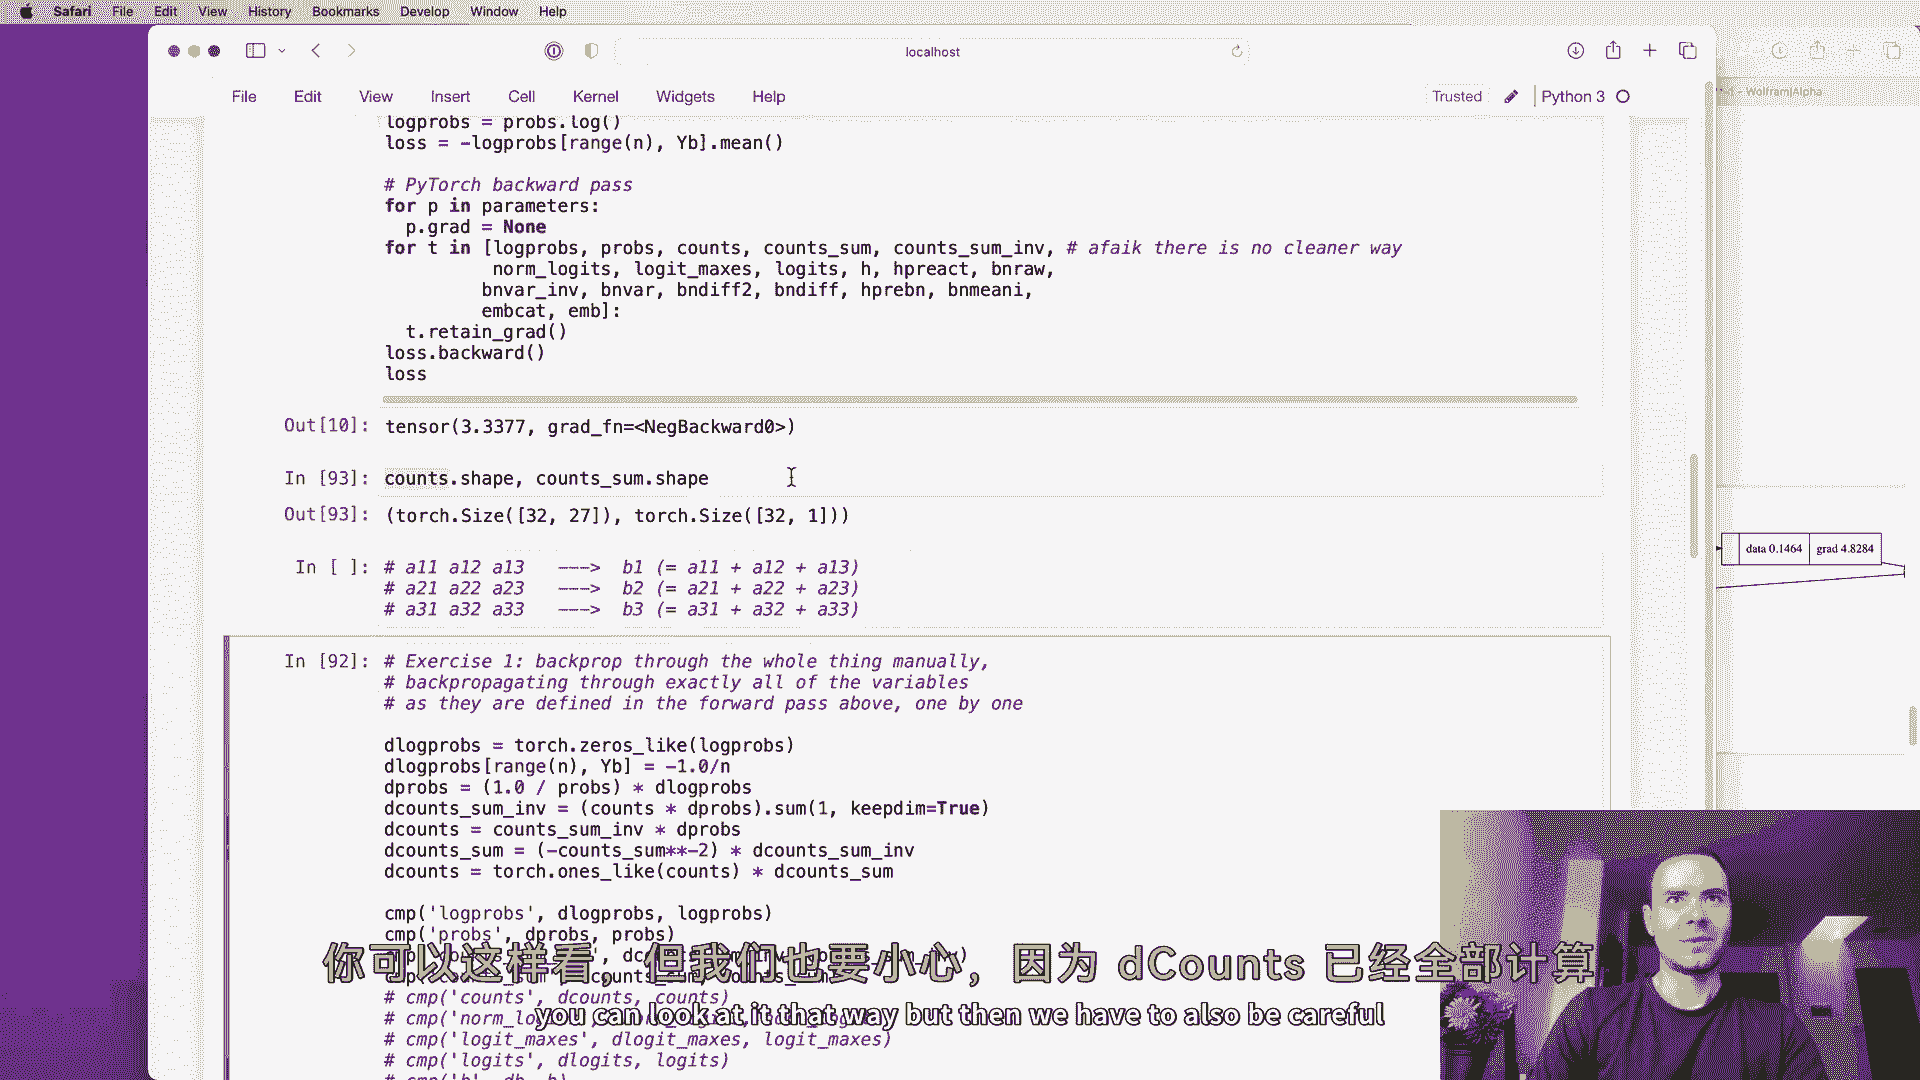 Safari File Edit View History Bookmarks Develop Window Help
localhost
File Edit View Insert Cell Kernel Widgets Help
Trusted Python 3
Wolfram|Alpha
logprobs = probs.log()
loss = -logprobs[range(n), Yb].mean()
# PyTorch backward pass
for p in parameters:
p.grad = None
for t in [logprobs, probs, counts, counts_sum, counts_sum_inv, # afaik there is no cleaner way
norm_logits, logit_maxes, logits, h, hpreact, bnraw,
bnvar_inv, bnvar, bndiff2, bndiff, hprebn, bnmeani,
embcat, emb]:
t.retain_grad()
loss.backward()
loss
Out[10]: tensor(3.3377, grad_fn=<NegBackward0>)
In [93]: counts.shape, counts_sum.shape
Out[93]: (torch.Size([32, 27]), torch.Size([32, 1]))
data 0.1464 grad 4.8284
In [ ]: # a11 a12 a13 ---> b1 (= a11 + a12 + a13)
# a21 a22 a23 ---> b2 (= a21 + a22 + a23)
# a31 a32 a33 ---> b3 (= a31 + a32 + a33)
In [92]: # Exercise 1: backprop through the whole thing manually,
# backpropagating through exactly all of the variables
# as they are defined in the forward pass above, one by one
dlogprobs = torch.zeros_like(logprobs)
dlogprobs[range(n), Yb] = -1.0/n
dprobs = (1.0 / probs) * dlogprobs
dcounts_sum_inv = (counts * dprobs).sum(1, keepdim=True)
dcounts = counts_sum_inv * dprobs
dcounts_sum = (-counts_sum**-2) * dcounts_sum_inv
dcounts = torch.ones_like(counts) * dcounts_sum
cmp('logprobs', dlogprobs, logprobs)
cmp('probs', dprobs, probs)
你可以这样看，但我们也要小心，因为 dCounts 已经全部计算
# cmp('counts', dcounts, counts)
you can look at it that way but then we have to also be careful
# cmp('logit_maxes', dlogit_maxes, logit_maxes)
# cmp('logits', dlogits, logits)